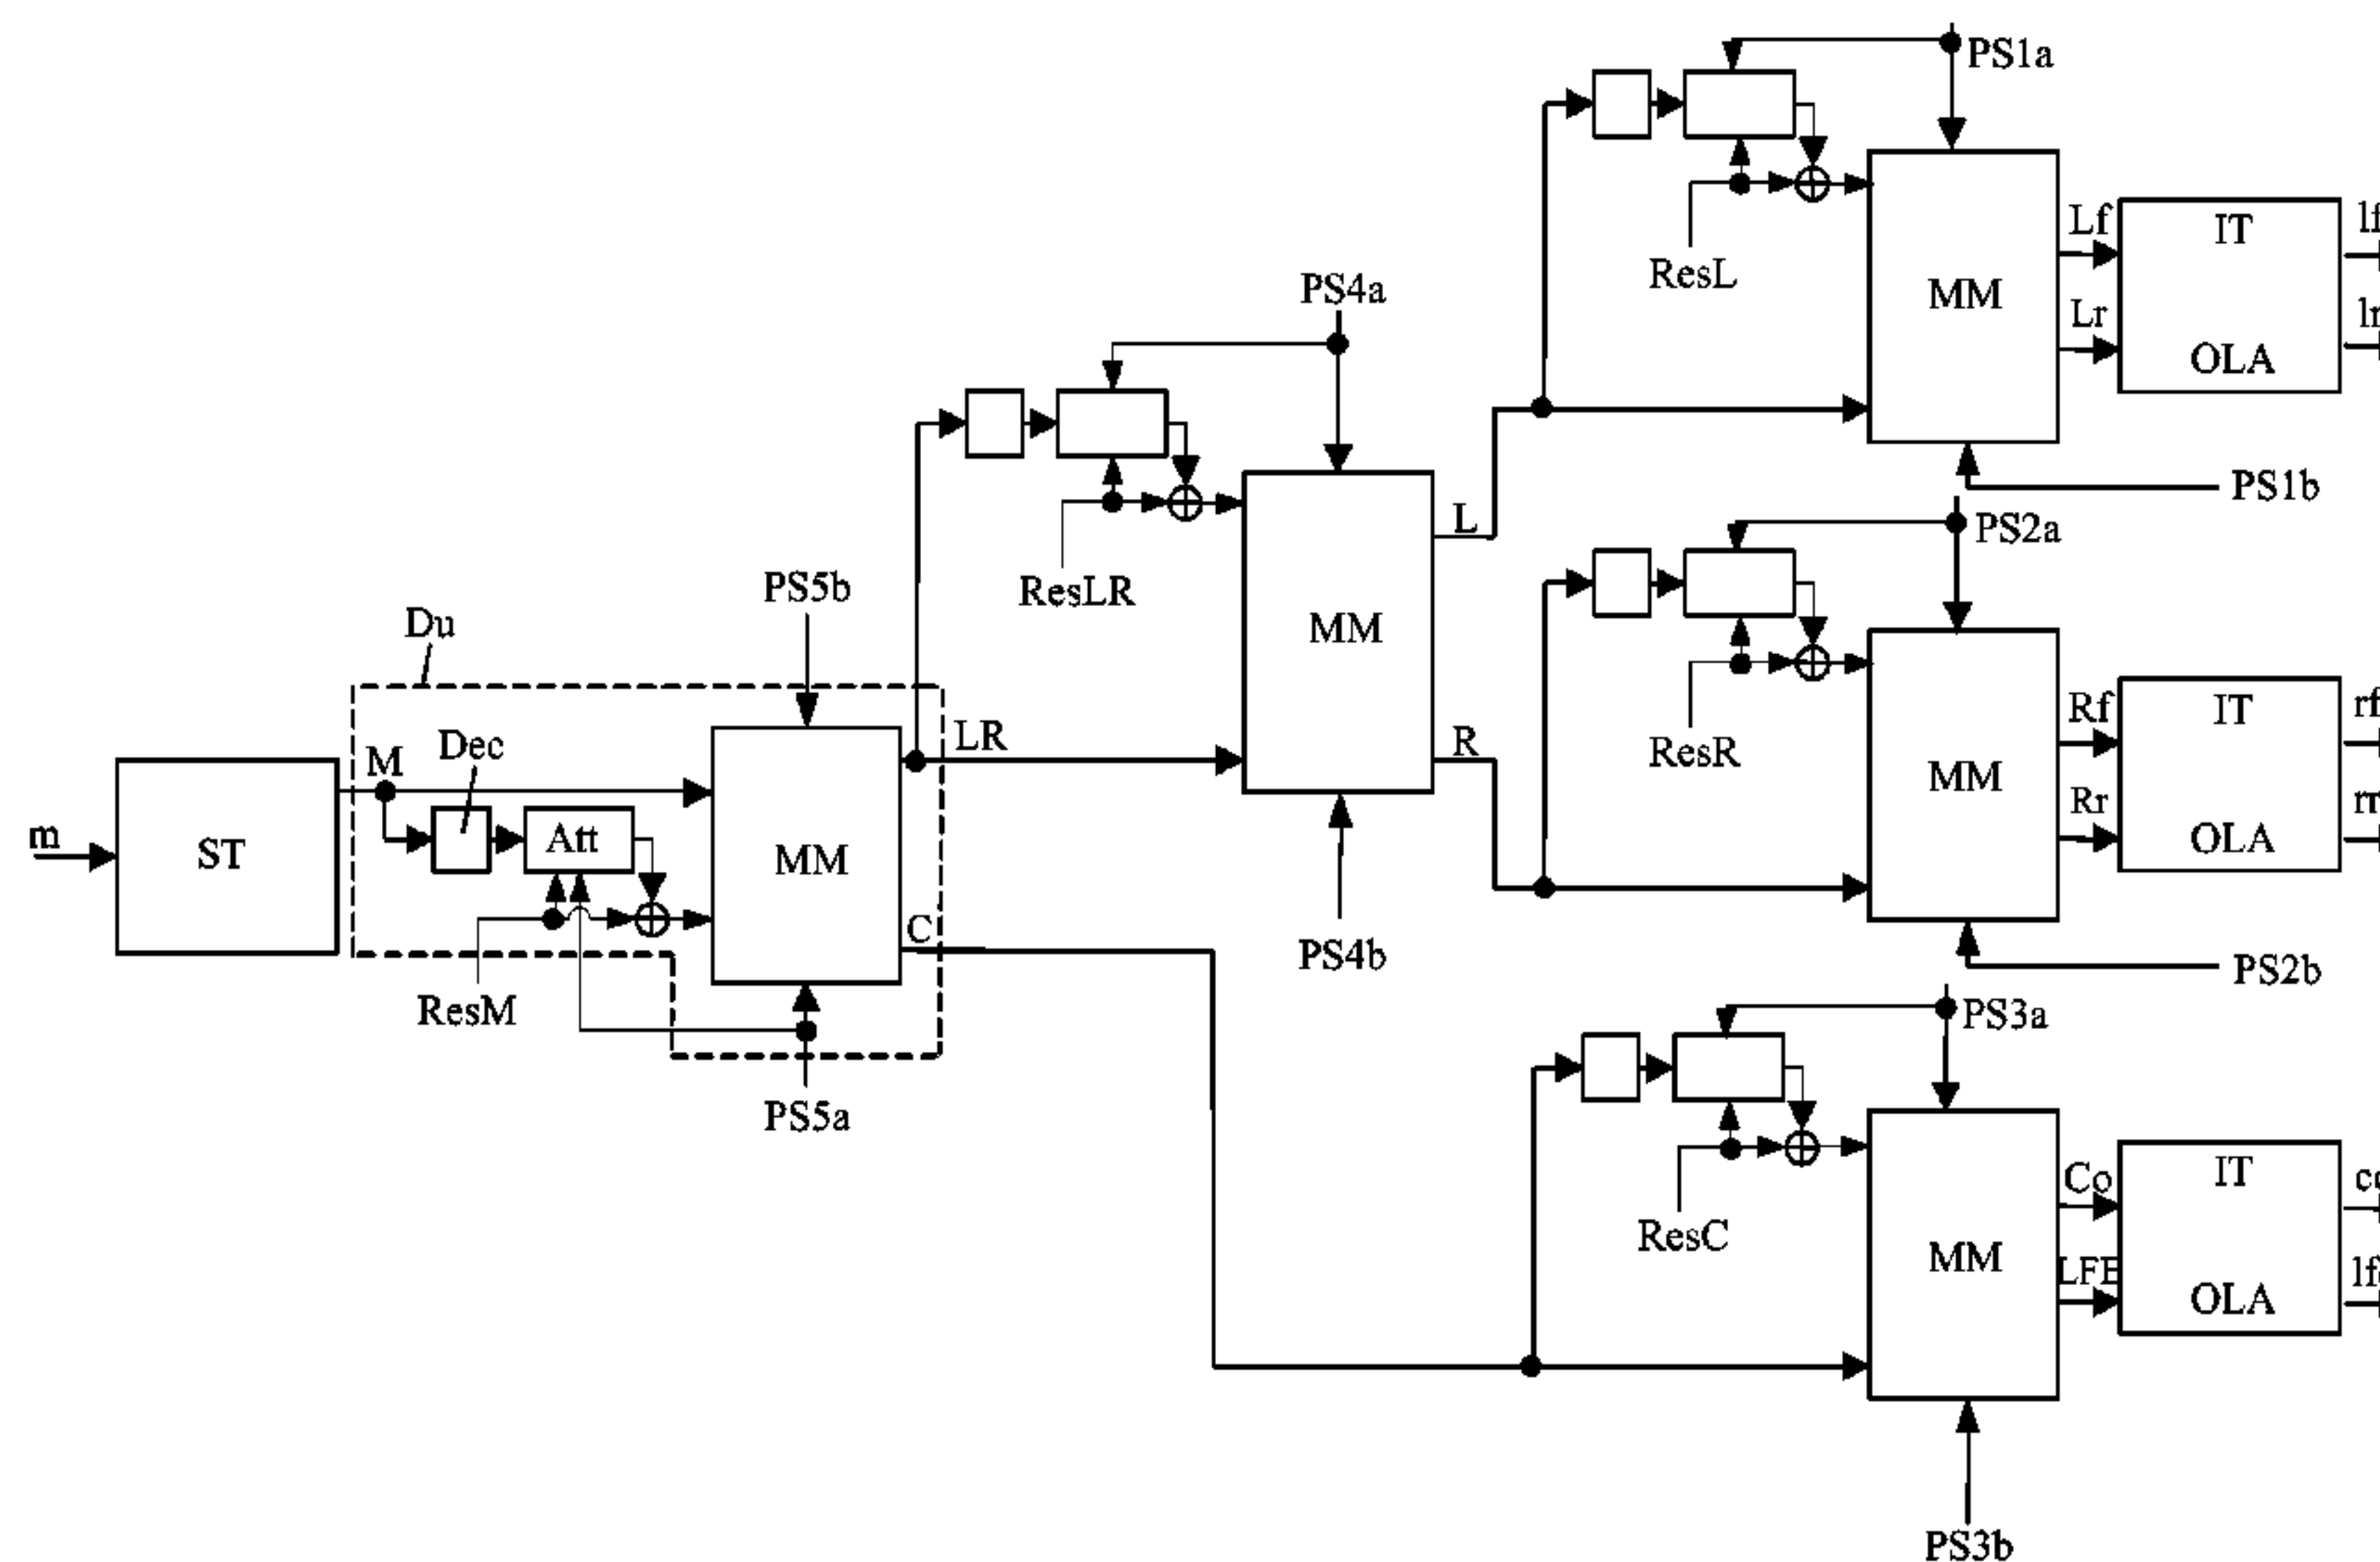 m
ST
Du
M
Dec
Att
ResM
PS5b
MM
PS5a
LR
C
ResLR
PS4a
MM
PS4b
L
R
PS1a
ResL
MM
Lf
Lr
IT
OLA
lf
PS1b
PS2a
ResR
MM
Rf
Rr
IT
OLA
rf
PS2b
PS3a
ResC
MM
Co
LFE
IT
OLA
PS3b